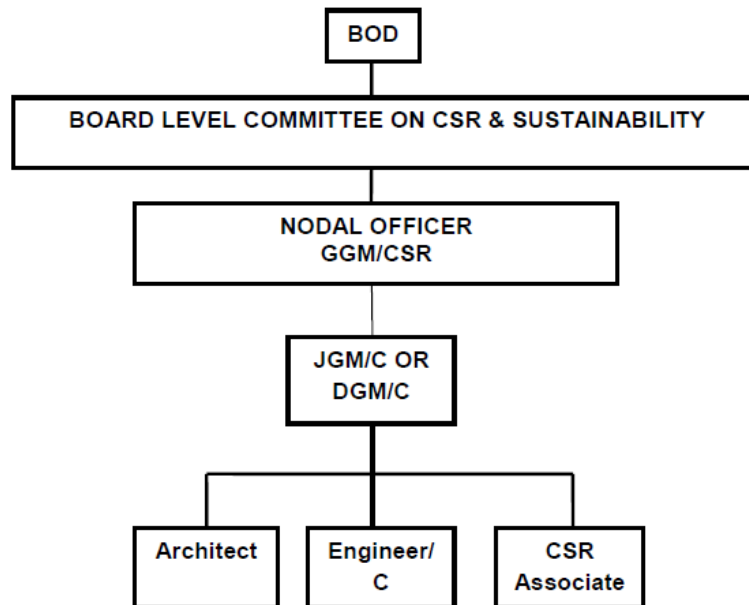 BOD
BOARD LEVEL COMMITTEE ON CSR & SUSTAINABILITY
NODAL OFFICER
GGM/CSR
JGM/C OR
DGM/C
Architect
Engineer/
C
CSR
Associate